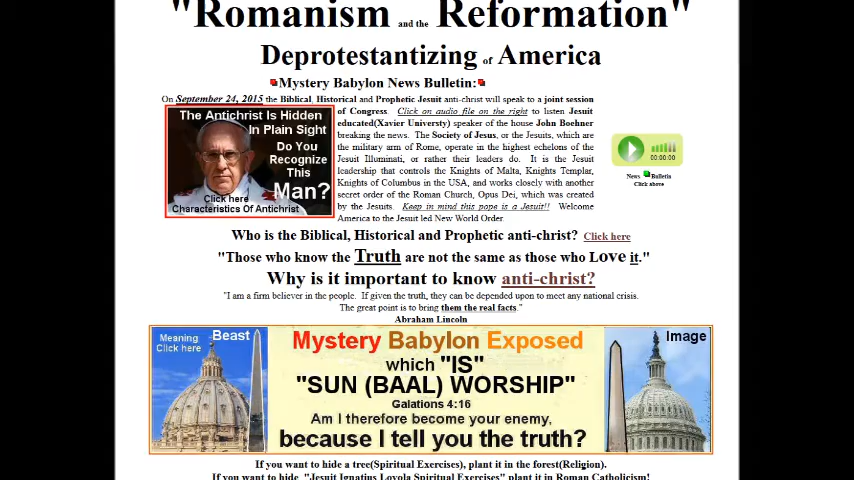 "Romanism and the Reformation"
Deprotestantizing of America
Mystery Babylon News Bulletin:
On September 24, 2015 the Biblical, Historical and Prophetic Jesuit anti-christ will speak to a joint session
of Congress. Click on audio file on the right to listen Jesuit
educated(Xavier Universty) speaker of the house John Boehner
breaking the news. The Society of Jesus, or the Jesuits, which are
the military arm of Rome, operate in the highest echelons of the
Jesuit Illuminati, or rather their leaders do. It is the Jesuit
leadership that controls the Knights of Malta, Knights Templar,
Knights of Columbus in the USA, and works closely with another
secret order of the Roman Church, Opus Dei, which was created
by the Jesuits. Keep in mind this pope is a Jesuit!! Welcome
America to the Jesuit led New World Order.
The Antichrist Is Hidden
In Plain Sight
Do You
Recognize
This
Man?
Click here
Characteristics Of Antichrist
00:00:00
News Bulletin
Click above
Who is the Biblical, Historical and Prophetic anti-christ? Click here
"Those who know the Truth are not the same as those who Love it."
Why is it important to know anti-christ?
"I am a firm believer in the people. If given the truth, they can be depended upon to meet any national crisis.
The great point is to bring them the real facts."
Abraham Lincoln
Meaning
Click here
Beast
Mystery Babylon Exposed
which "IS"
"SUN (BAAL) WORSHIP"
Galations 4:16
Am I therefore become your enemy,
because I tell you the truth?
Image
If you want to hide a tree(Spiritual Exercises), plant it in the forest(Religion).
If you want to hide "Jesuit Ignatius Loyola Spiritual Exercises" plant it in Roman Catholicism!